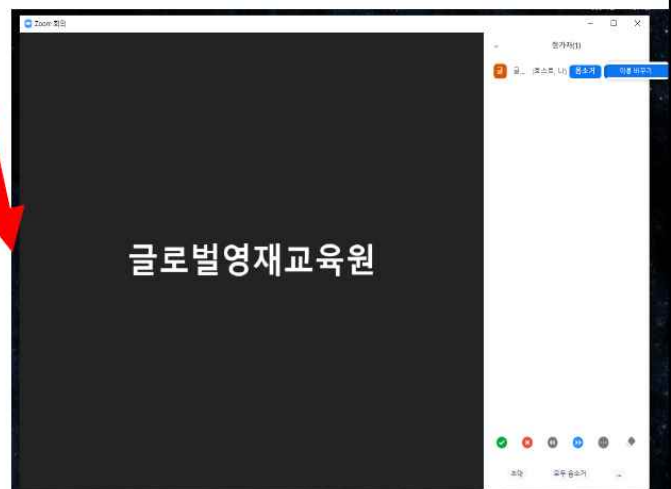 Zoom 회의
참가자(1)
글
글... (호스트, 나) 음소거 이름 바꾸기
글로벌영재교육원
초대 모두 음소거 ...